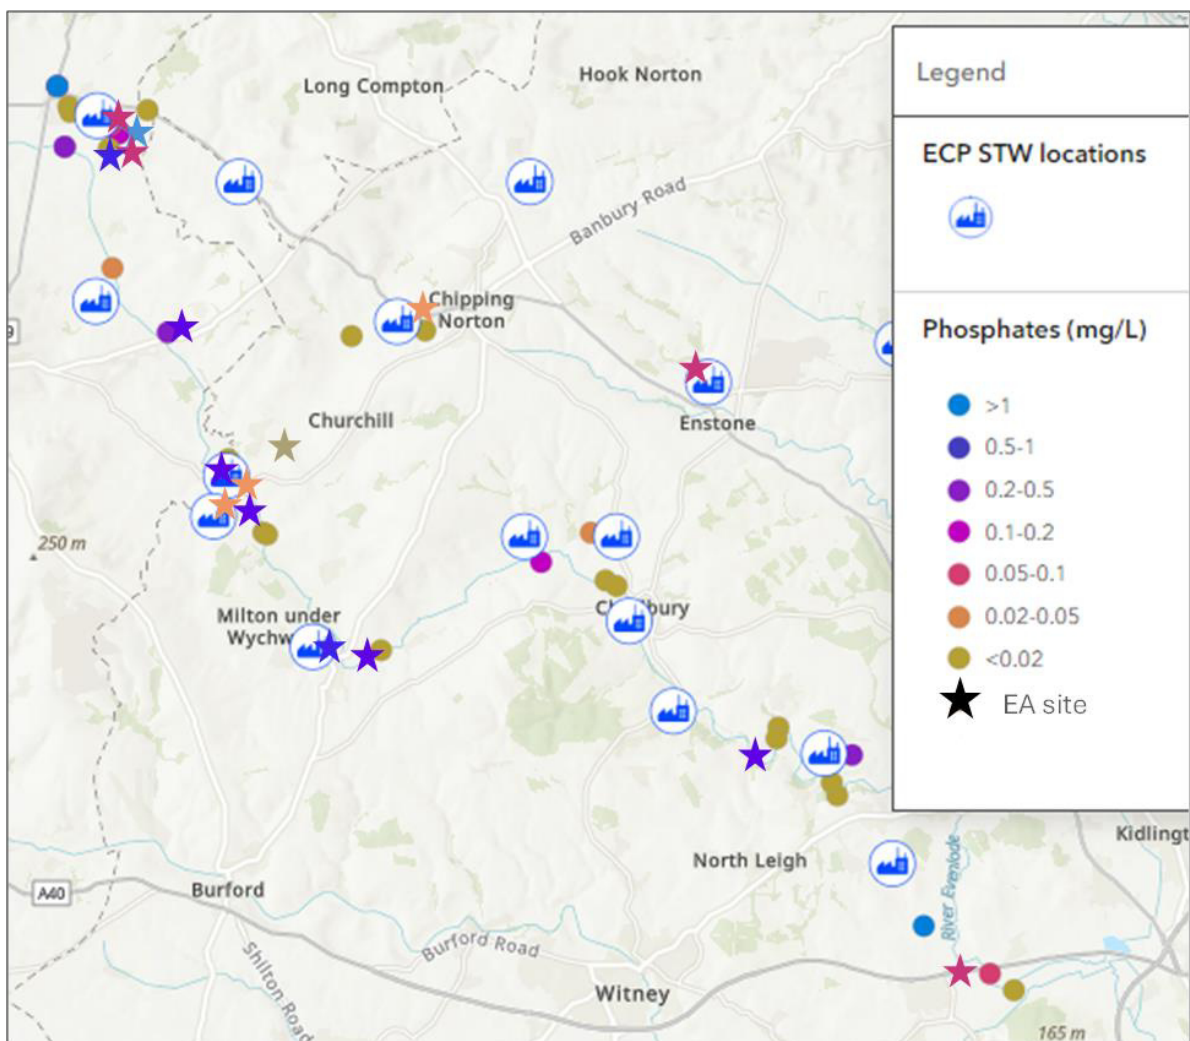 Long Compton
Hook Norton
Banbury Road
Chipping
Norton
Churchill
Enstone
250 m
Milton under
Wychw
Ch lbury
North Leigh
Kidlingt
A40
Burford
Burford Road
Shilton Road
River Evenlode
Witney
165 m
9
Legend
ECP STW locations
Phosphates (mg/L)
>1
0.5-1
0.2-0.5
0.1-0.2
0.05-0.1
0.02-0.05
<0.02
EA site